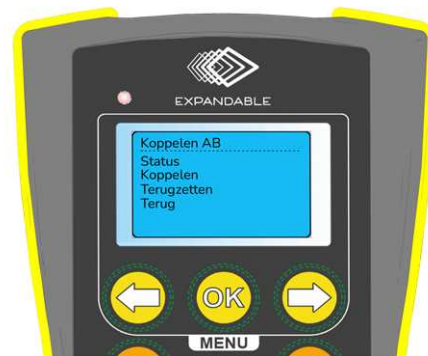 EXPANDABLE
Koppelen AB
Status
Koppelen
Terugzetten
Terug
OK
MENU